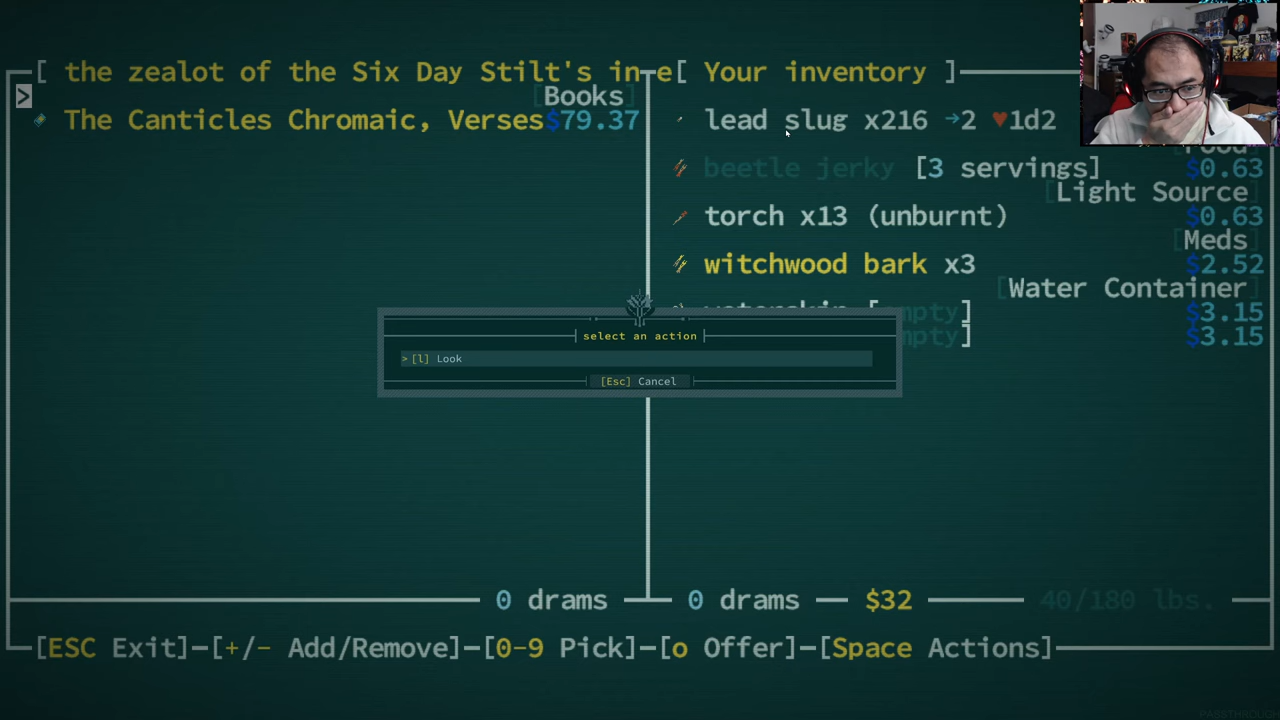 [ the zealot of the Six Day Stilt's in e[ Your inventory ]
> [Books]
The Canticles Chromaic, Verses $79.37
lead slug x216 →2 ♥1d2
beetle jerky [3 servings] $0.63
[Light Source]
torch x13 (unburnt) $0.63
[Meds]
witchwood bark x3 $2.52
[Water Container]
$3.15
$3.15
select an action
> [l] Look
[Esc] Cancel
0 drams 0 drams $32 40/180 lbs.
[ESC Exit]–[+/- Add/Remove]–[0-9 Pick]–[o Offer]–[Space Actions]